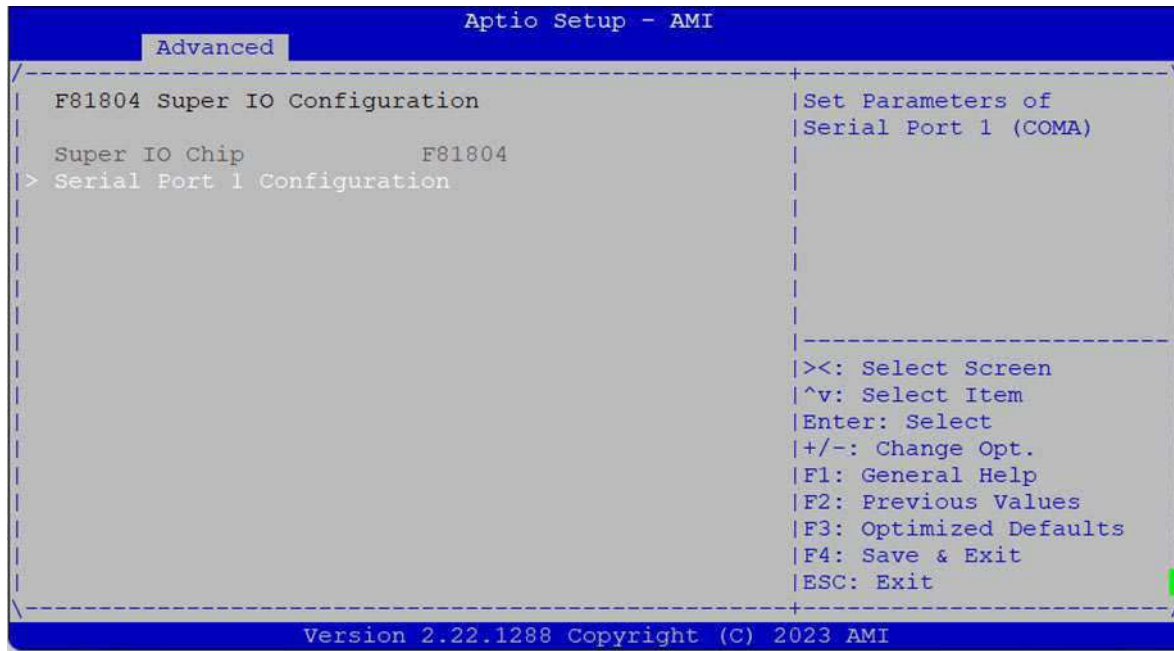 Aptio Setup - AMI
Advanced
F81804 Super IO Configuration
Set Parameters of
Serial Port 1 (COMA)
Super IO Chip F81804
> Serial Port 1 Configuration
><: Select Screen
^v: Select Item
Enter: Select
+/-: Change Opt.
F1: General Help
F2: Previous Values
F3: Optimized Defaults
F4: Save & Exit
ESC: Exit
Version 2.22.1288 Copyright (C) 2023 AMI